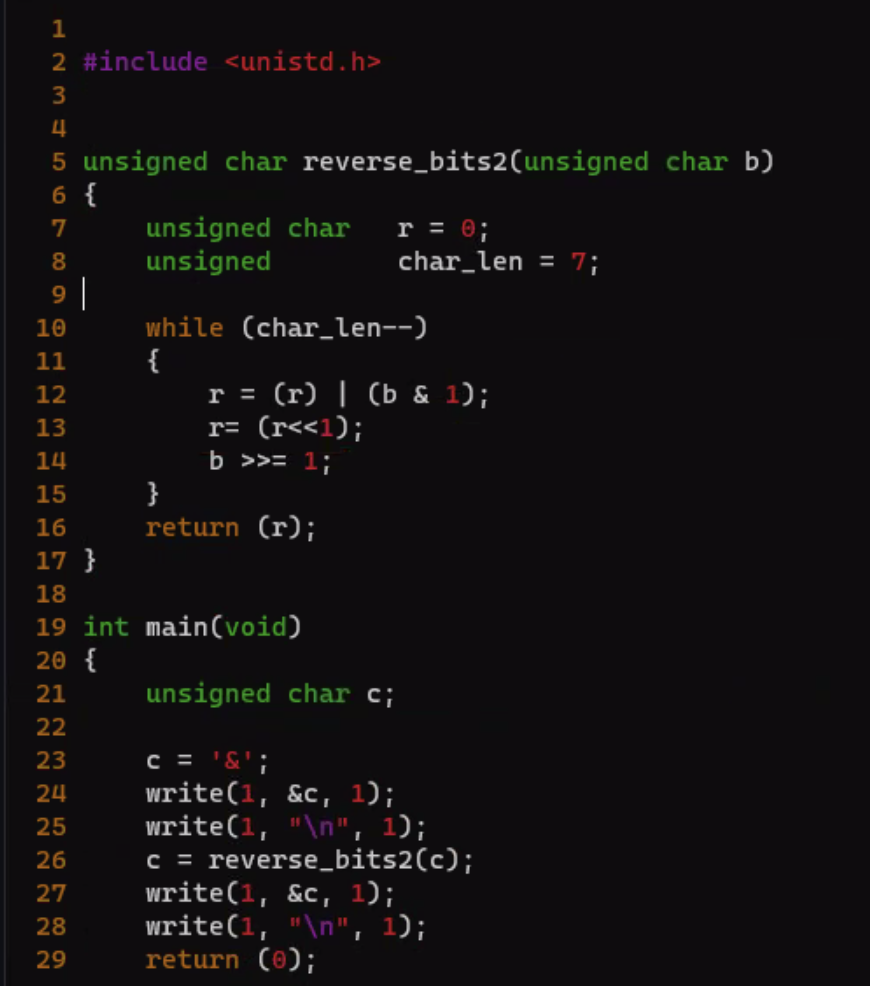 1
2 #include <unistd.h>
3
4
5 unsigned char reverse_bits2(unsigned char b)
6 {
7     unsigned char   r = 0;
8     unsigned        char_len = 7;
9
10     while (char_len--)
11     {
12         r = (r) | (b & 1);
13         r= (r<<1);
14         b >>= 1;
15     }
16     return (r);
17 }
18
19 int main(void)
20 {
21     unsigned char c;
22
23     c = '&';
24     write(1, &c, 1);
25     write(1, "\n", 1);
26     c = reverse_bits2(c);
27     write(1, &c, 1);
28     write(1, "\n", 1);
29     return (0);